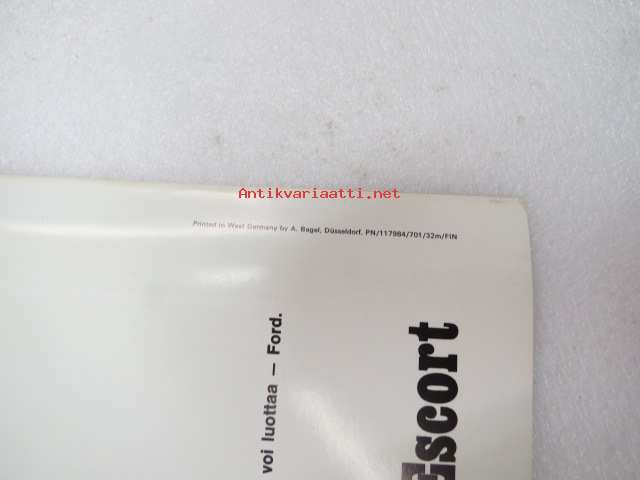 Antikvariaatti.net
Printed in West Germany by A. Bagel, Düsseldorf. PN/117984/701/32m/FIN
voi luottaa – Ford.
Escort